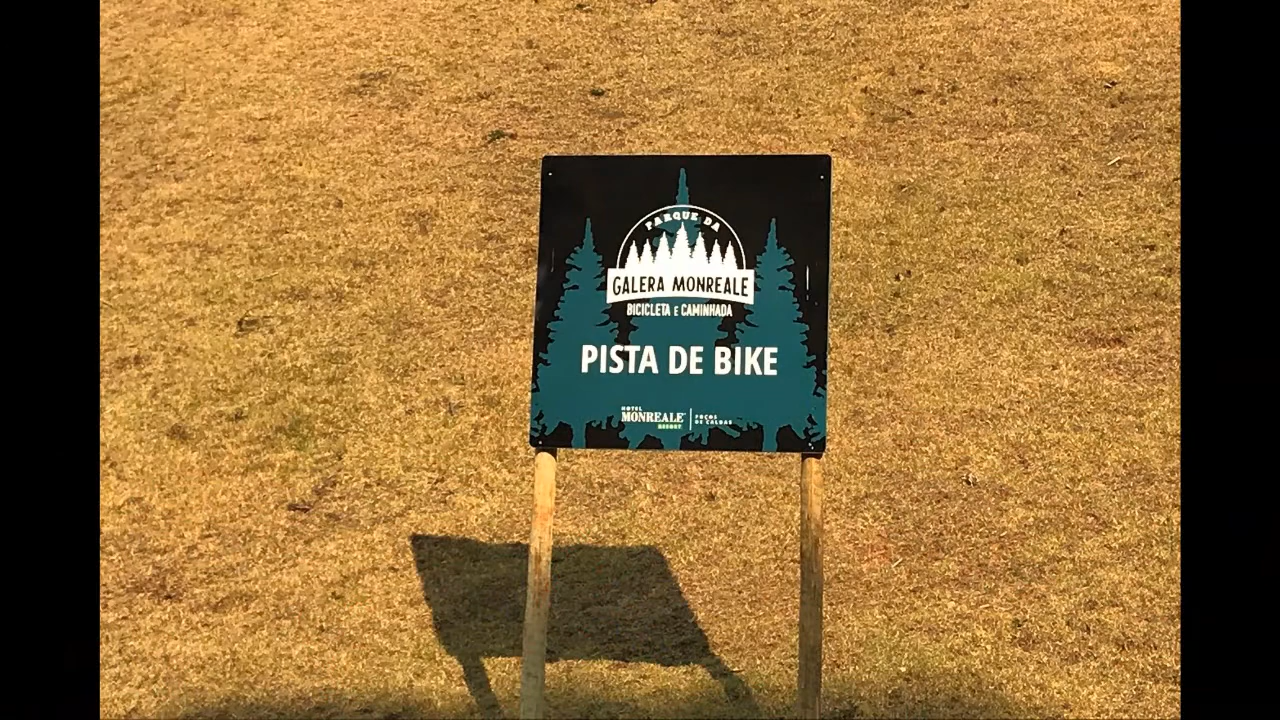 PARQUE DA
GALERA MONREALE
BICICLETA E CAMINHADA
PISTA DE BIKE
HOTEL
MONREALE
RESORT
POÇOS
DE CALDAS